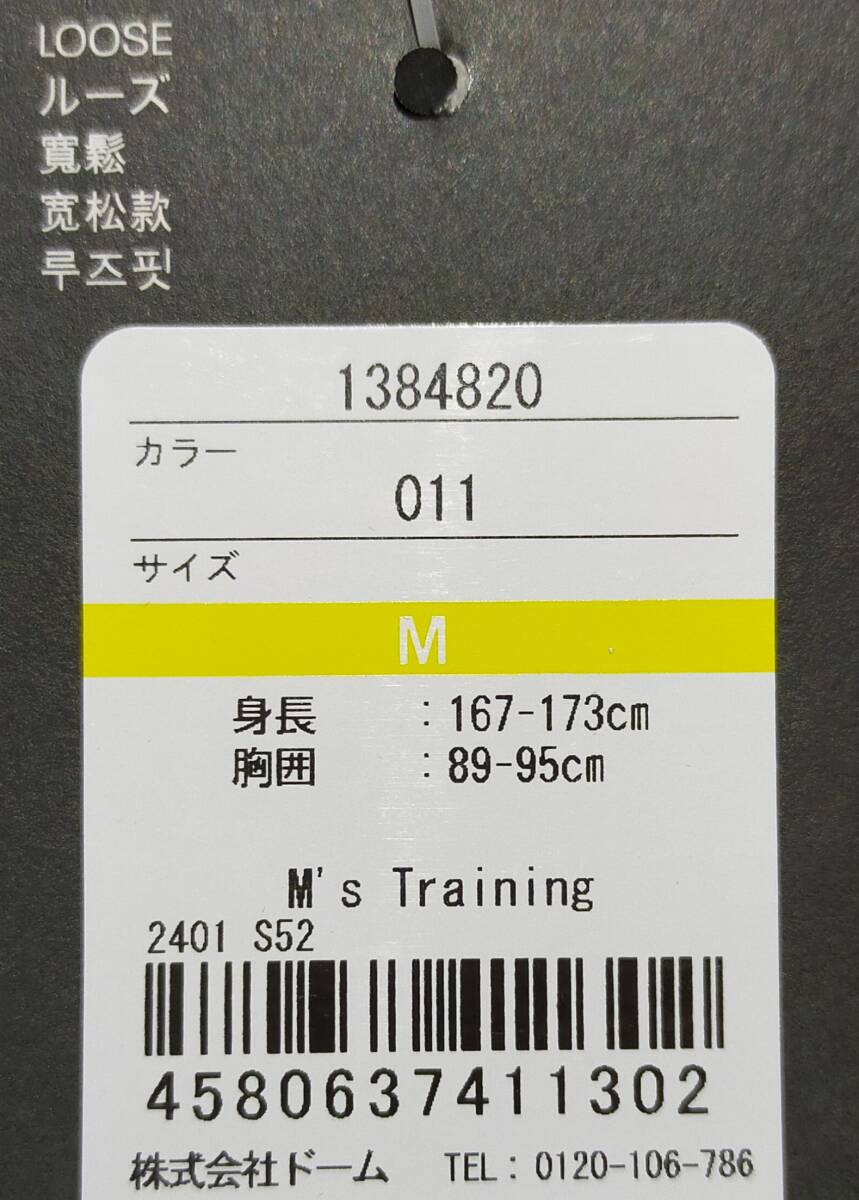 LOOSE
ルーズ
寬鬆
宽松款
루즈핏
1384820
カラー
011
サイズ
M
身長 : 167-173cm
胸囲 : 89-95cm
M's Training
2401 S52
4580637411302
株式会社ドーム TEL: 0120-106-786